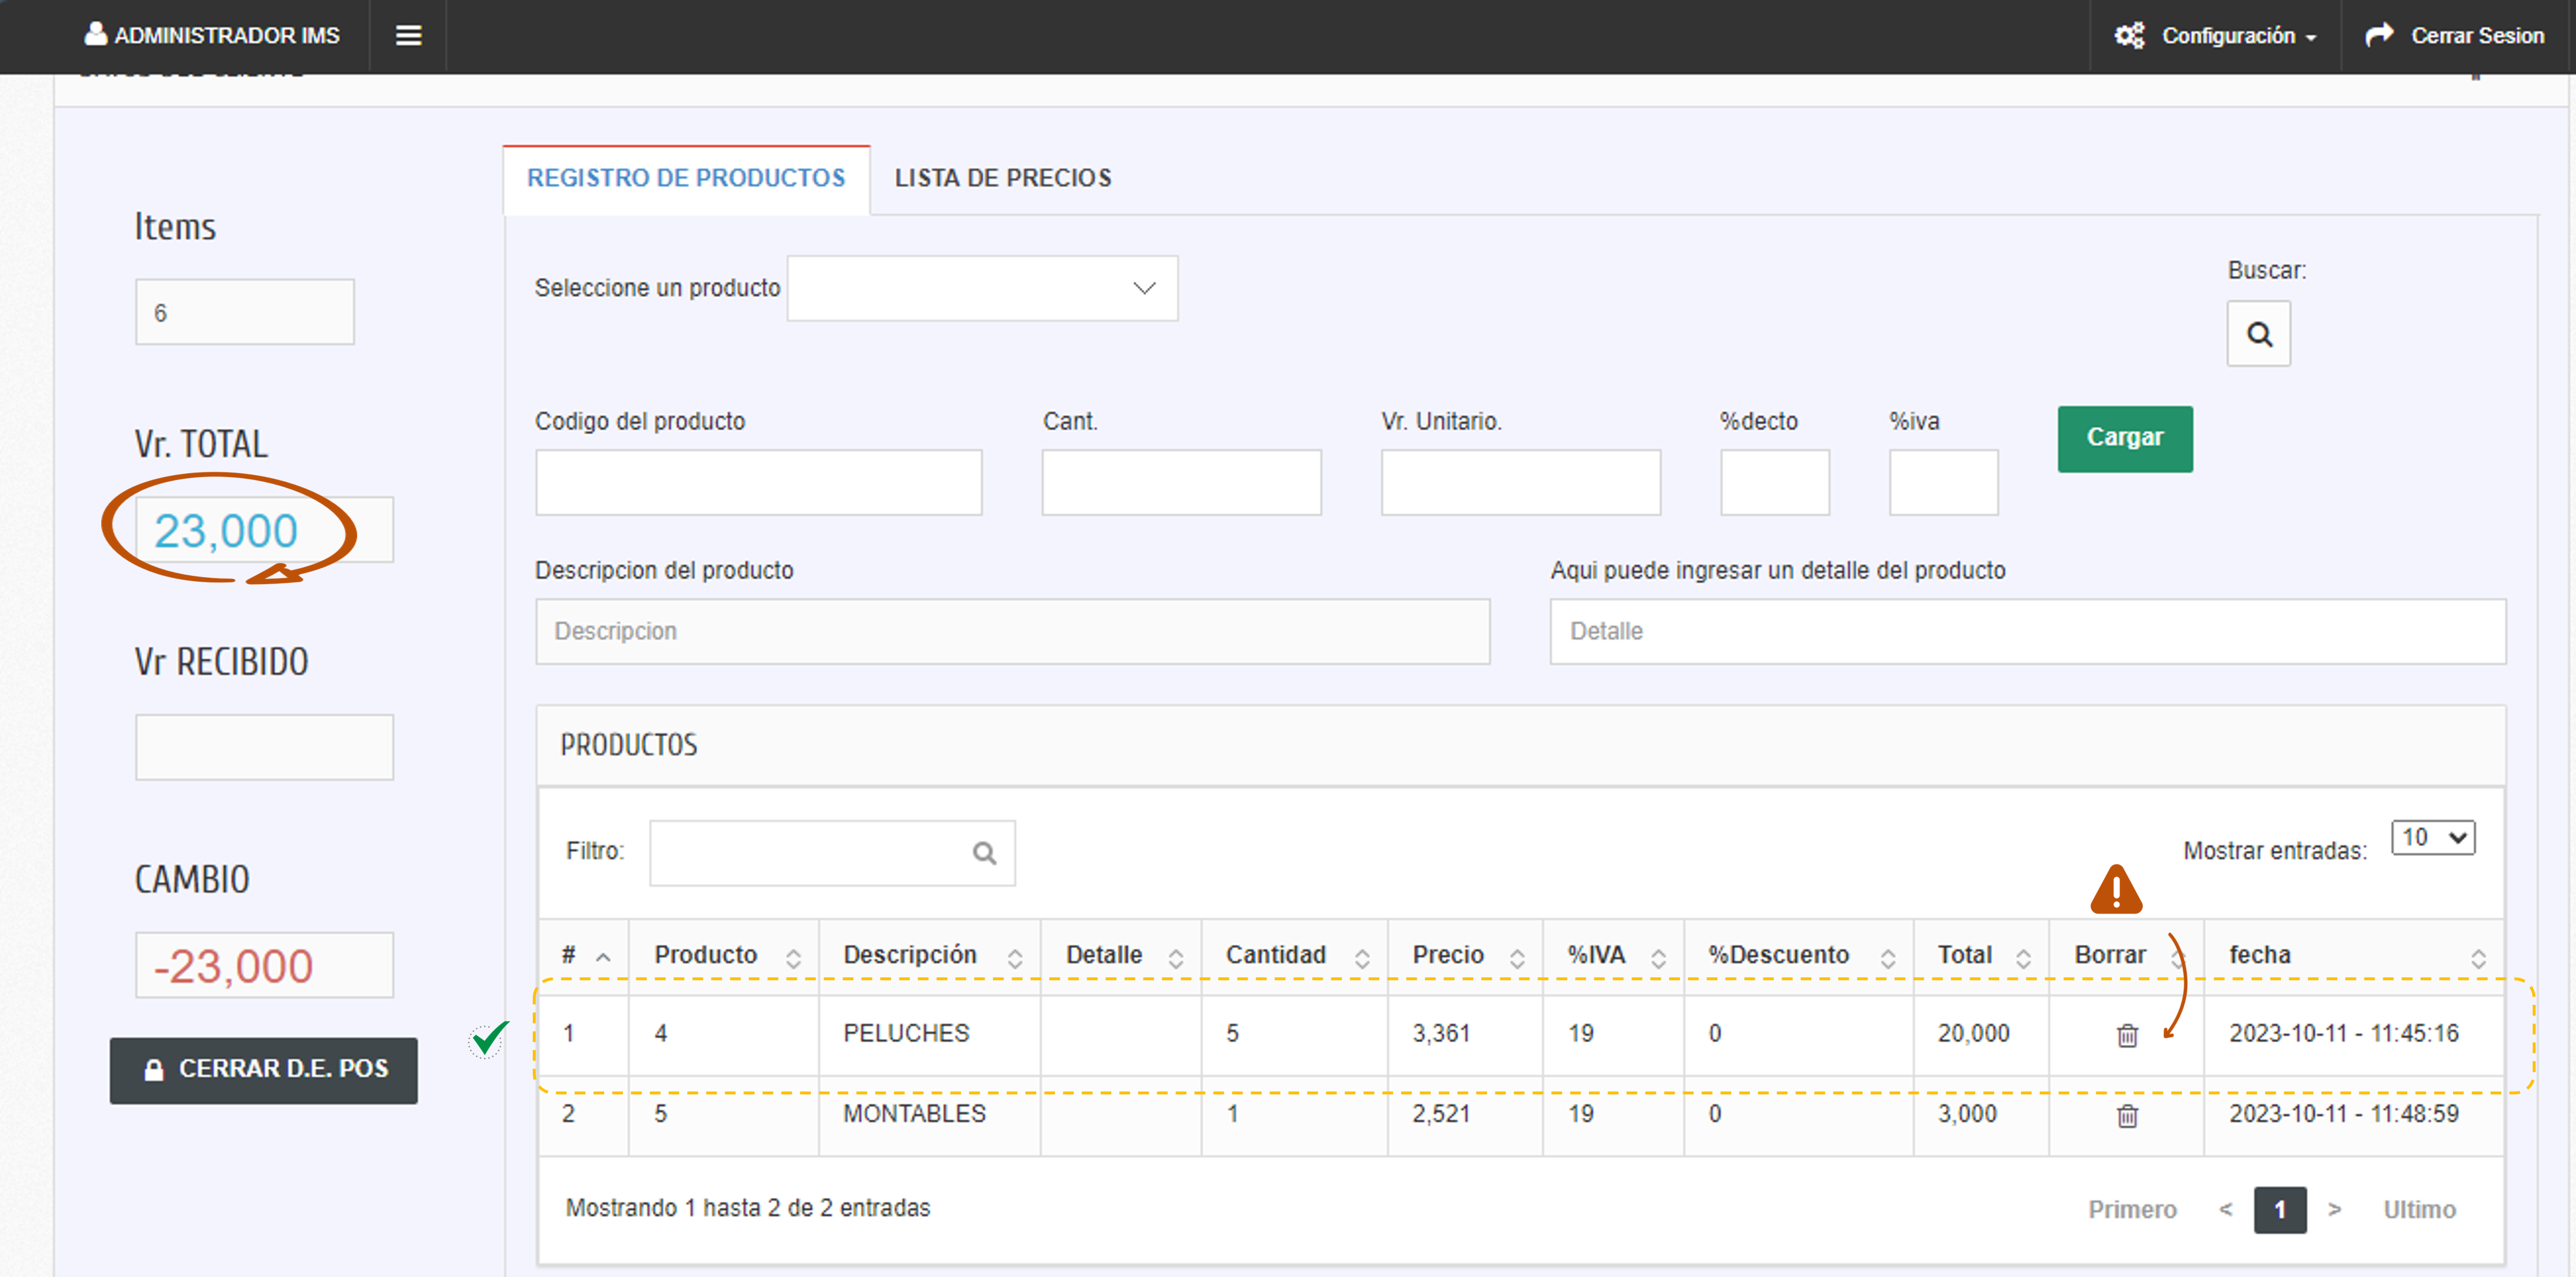 ADMINISTRADOR IMS
Configuración
Cerrar Sesion
REGISTRO DE PRODUCTOS
LISTA DE PRECIOS
Items
6
Vr. TOTAL
23,000
Vr RECIBIDO
CAMBIO
-23,000
CERRAR D.E. POS
Seleccione un producto
Buscar:
Codigo del producto
Cant.
Vr. Unitario.
%decto
%iva
Cargar
Descripcion del producto
Aqui puede ingresar un detalle del producto
Descripcion
Detalle
PRODUCTOS
Filtro:
Mostrar entradas:
10
# Producto Descripción Detalle Cantidad Precio %IVA %Descuento Total Borrar fecha
1 4 PELUCHES 5 3,361 19 0 20,000 2023-10-11 - 11:45:16
2 5 MONTABLES 1 2,521 19 0 3,000 2023-10-11 - 11:48:59
Mostrando 1 hasta 2 de 2 entradas
Primero < 1 > Ultimo